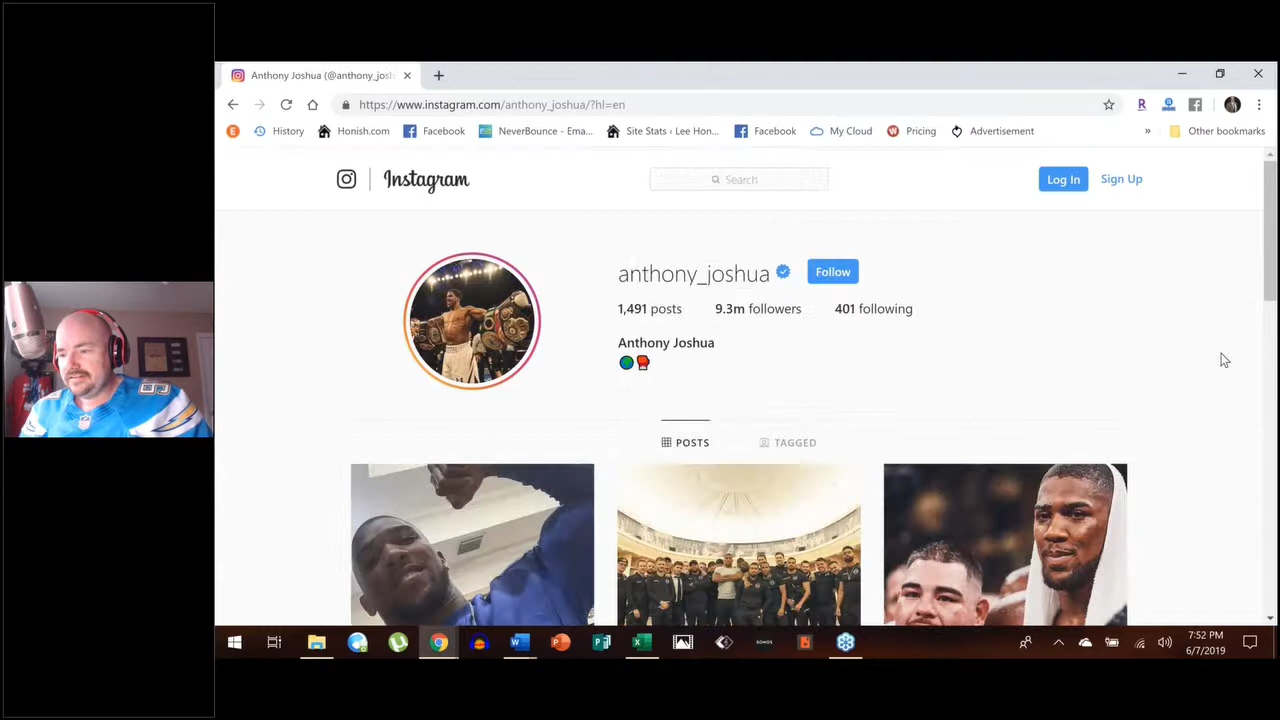 Anthony Joshua (@anthony_josh
https://www.instagram.com/anthony_joshua/?hl=en
History
Honish.com
Facebook
NeverBounce - Ema...
Site Stats ‹ Lee Hon...
Facebook
My Cloud
Pricing
Advertisement
»
Other bookmarks
Instagram
Search
Log In
Sign Up
anthony_joshua
Follow
1,491 posts
9.3m followers
401 following
Anthony Joshua
POSTS
TAGGED
7:52 PM
6/7/2019